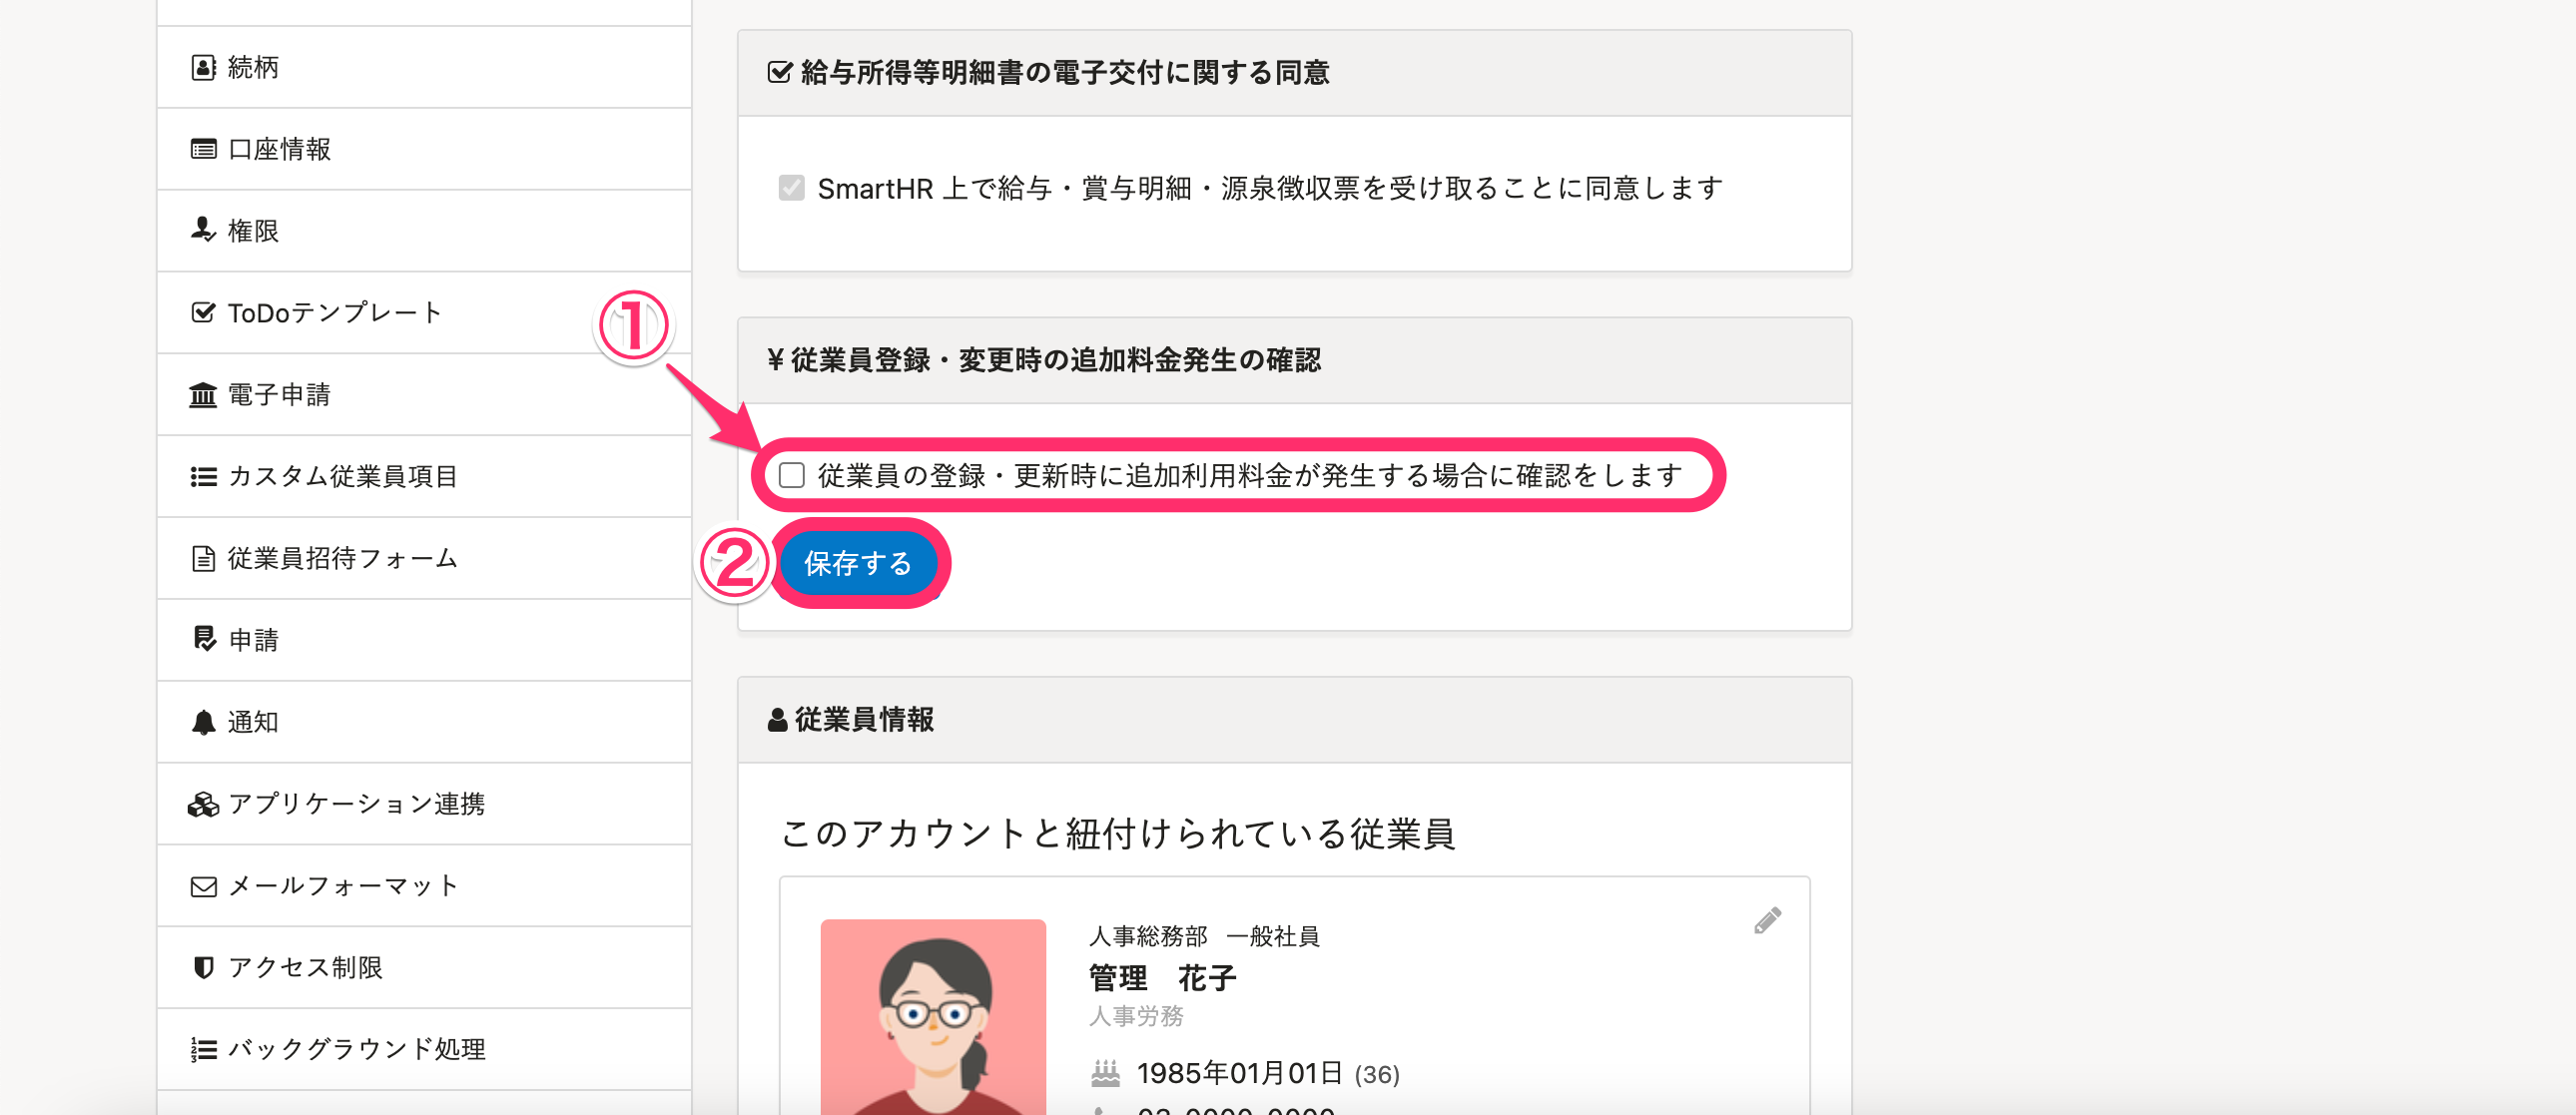 続柄
口座情報
権限
ToDoテンプレート
電子申請
カスタム従業員項目
従業員招待フォーム
申請
通知
アプリケーション連携
メールフォーマット
アクセス制限
バックグラウンド処理
給与所得等明細書の電子交付に関する同意
SmartHR 上で給与・賞与明細・源泉徴収票を受け取ることに同意します
¥ 従業員登録・変更時の追加料金発生の確認
①
従業員の登録・更新時に追加利用料金が発生する場合に確認をします
②
保存する
従業員情報
このアカウントと紐付けられている従業員
人事総務部 一般社員
管理　花子
人事労務
1985年01月01日 (36)